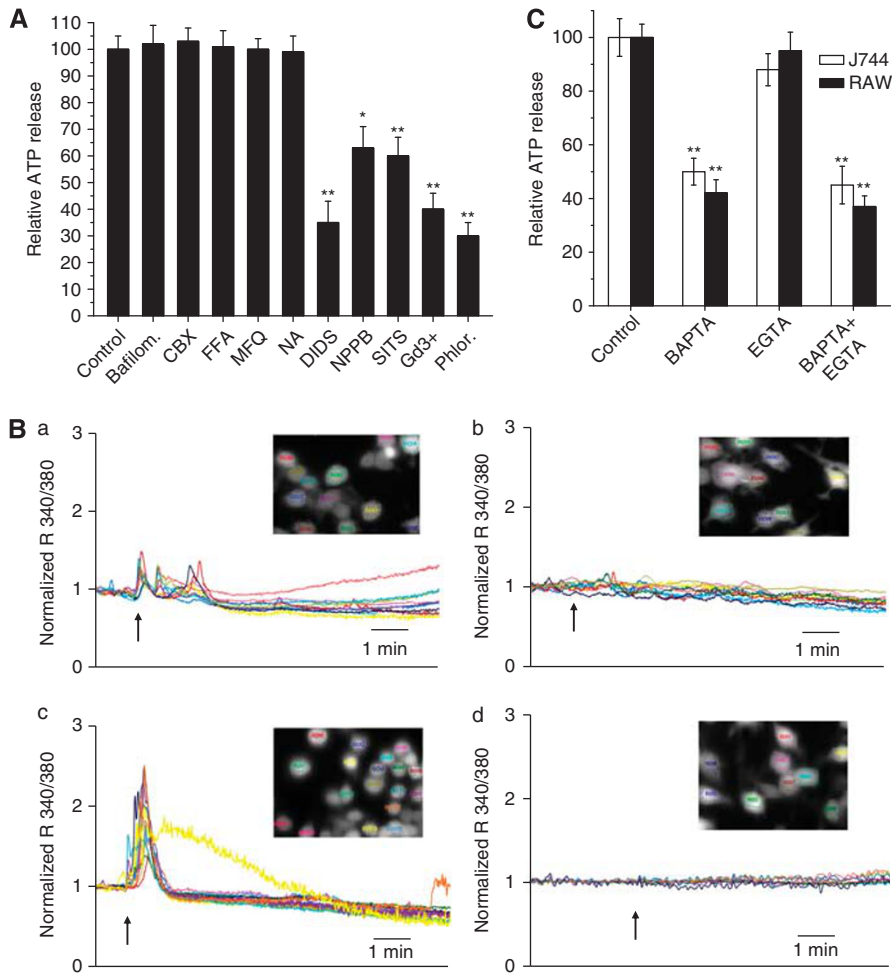 A
110
100
90
80
70
60
50
40
30
20
10
0
Relative ATP release
* 
** ** ** **
Control
Bafilom.
CBX
FFA
MFQ
NA
DIDS
NPPB
SITS
Gd3+
Phlor.
C
100
80
60
40
20
0
Relative ATP release
J744
RAW
** ** ** **
Control
BAPTA
EGTA
BAPTA+
EGTA
B
a
3
2
1
0
Normalized R 340/380
1 min
b
3
2
1
0
Normalized R 340/380
1 min
c
3
2
1
0
Normalized R 340/380
1 min
d
3
2
1
0
Normalized R 340/380
1 min